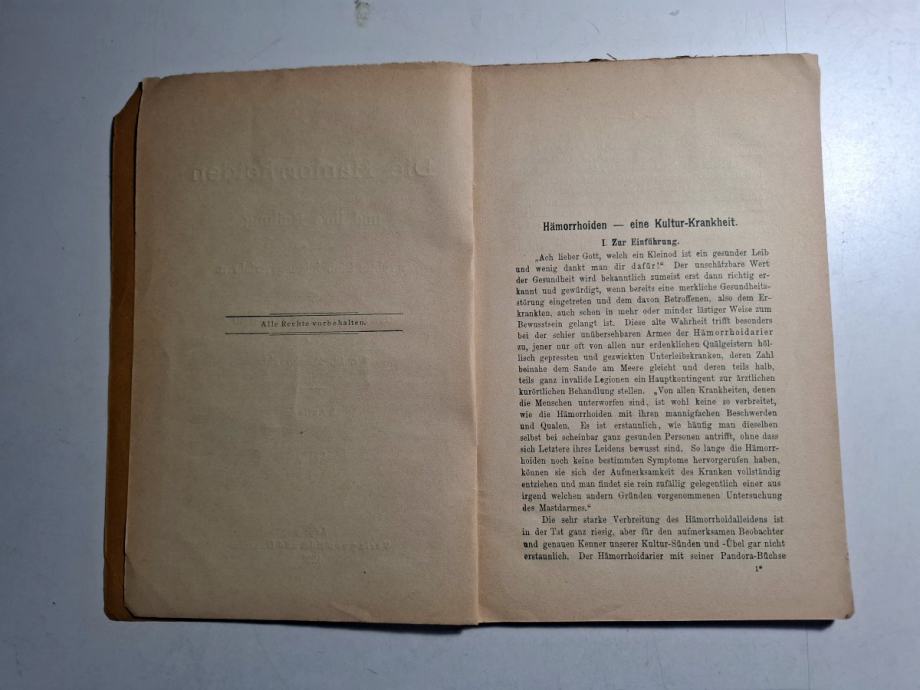 Alle Rechte vorbehalten.
Hämorrhoiden — eine Kultur-Krankheit.
I. Zur Einführung.
„Ach lieber Gott, welch ein Kleinod ist ein gesunder Leib
und wenig dankt man dir dafür!“ Der unschätzbare Wert
der Gesundheit wird bekanntlich zumeist erst dann richtig er-
kannt und gewürdigt, wenn bereits eine merkliche Gesundheits-
störung eingetreten und dem davon Betroffenen, also dem Er-
krankten, auch schon in mehr oder minder lästiger Weise zum
Bewusstsein gelangt ist. Diese alte Wahrheit trifft besonders
bei der schier unübersehbaren Armee der Hämorrhoidarier
zu, jener nur oft von allen nur erdenklichen Quälgeistern höl-
lisch gepressten und gezwickten Unterleibskranken, deren Zahl
beinahe dem Sande am Meere gleicht und deren teils halb,
teils ganz invalide Legionen ein Hauptkontingent zur ärztlichen
kurörtlichen Behandlung stellen. „Von allen Krankheiten, denen
die Menschen unterworfen sind, ist wohl keine so verbreitet,
wie die Hämorrhoiden mit ihren mannigfachen Beschwerden
und Qualen. Es ist erstaunlich, wie häufig man dieselben
selbst bei scheinbar ganz gesunden Personen antrifft, ohne dass
sich Letztere ihres Leidens bewusst sind. So lange die Hämorr-
hoiden noch keine bestimmten Symptome hervorgerufen haben,
können sie sich der Aufmerksamkeit des Kranken vollständig
entziehen und man findet sie rein zufällig gelegentlich einer aus
irgend welchen andern Gründen vorgenommenen Untersuchung
des Mastdarmes.“
Die sehr starke Verbreitung des Hämorrhoidalleidens ist
in der Tat ganz riesig, aber für den aufmerksamen Beobachter
und genauen Kenner unserer Kultur-Sünden und -Übel gar nicht
erstaunlich. Der Hämorrhoidarier mit seiner Pandora-Büchse
1*